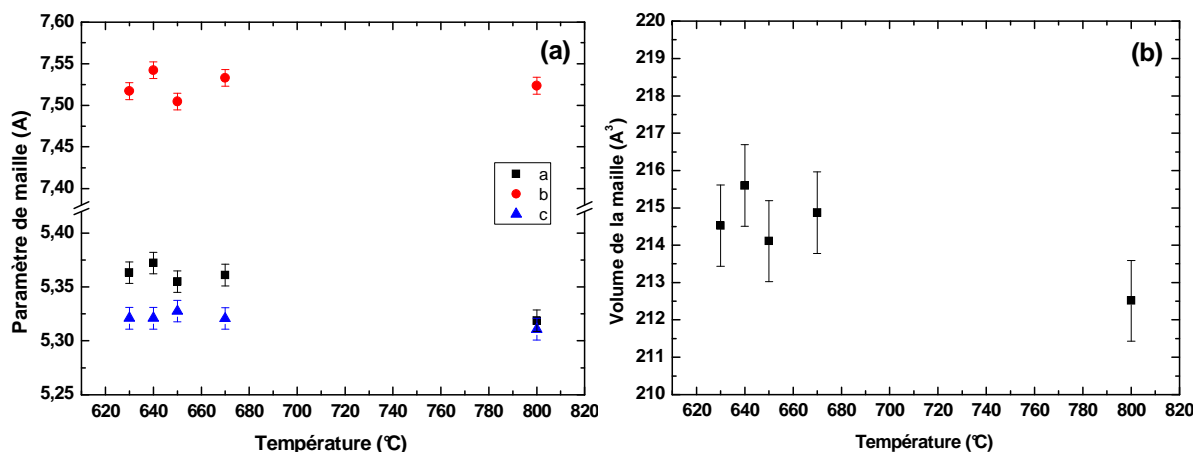 (a)
Paramètre de maille (A)
7,60
7,55
7,50
7,45
7,40
5,40
5,35
5,30
5,25
a
b
c
620 640 660 680 700 720 740 760 780 800 820
Température (°C)
(b)
Volume de la maille (A³)
220
219
218
217
216
215
214
213
212
211
210
620 640 660 680 700 720 740 760 780 800 820
Température (°C)